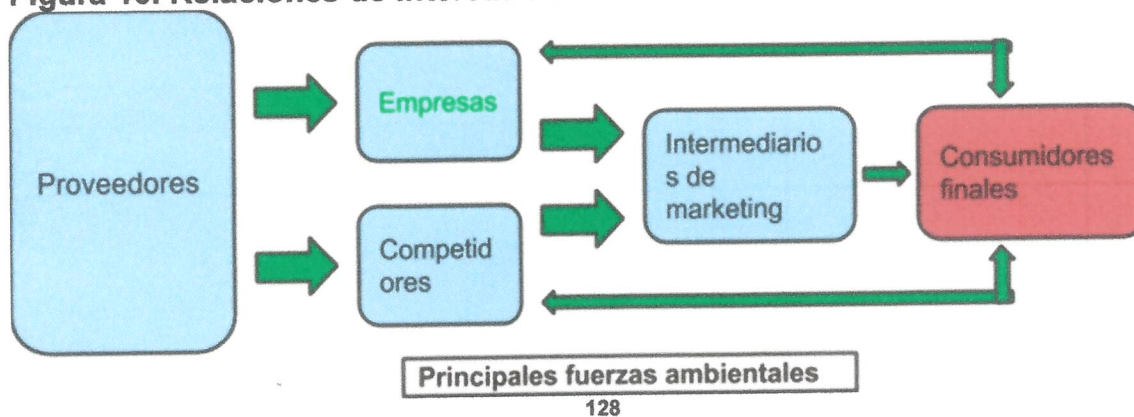 Proveedores
Empresas
Competid
ores
Intermediario
s de
marketing
Consumidores
finales
Principales fuerzas ambientales
128